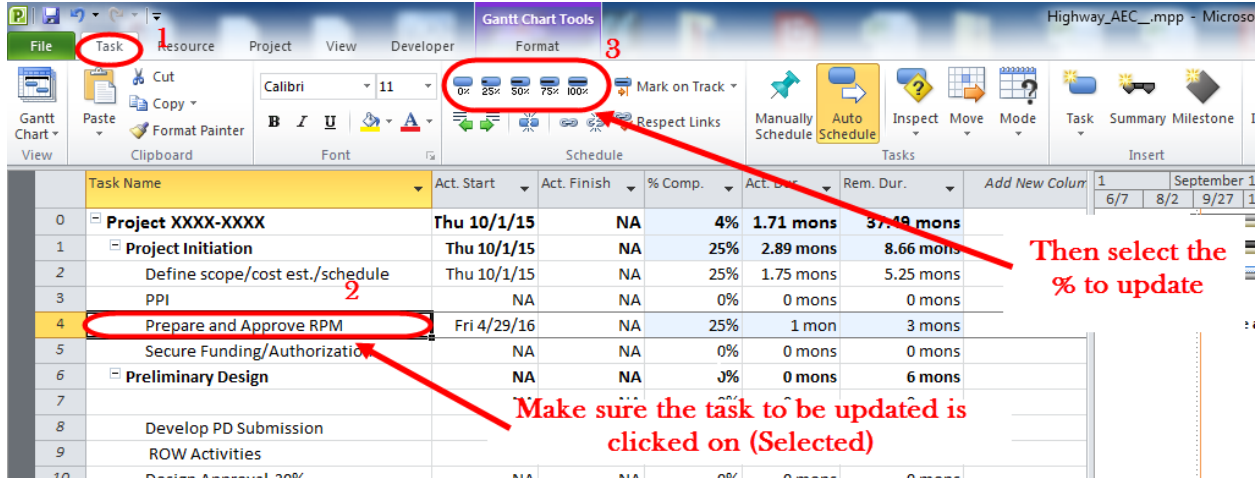 Gantt Chart Tools
Highway_AEC__.mpp - Microso
File Task Resource Project View Developer Format
1
3
Cut
Copy
Format Painter
Paste
Gantt Chart
Calibri 11
B I U A
0% 25% 50% 75% 100%
Mark on Track
Respect Links
Manually Schedule
Auto Schedule
Inspect Move Mode
Task Summary Milestone
View Clipboard Font Schedule Tasks Insert
Task Name Act. Start Act. Finish % Comp. Act. Dur. Rem. Dur. Add New Colum
1 September 1
6/7 8/2 9/27 1
0 Project XXXX-XXXX Thu 10/1/15 NA 4% 1.71 mons 37.49 mons
1 Project Initiation Thu 10/1/15 NA 25% 2.89 mons 8.66 mons
2 Define scope/cost est./schedule Thu 10/1/15 NA 25% 1.75 mons 5.25 mons
3 PPI NA NA 0% 0 mons 0 mons
2
4 Prepare and Approve RPM Fri 4/29/16 NA 25% 1 mon 3 mons
5 Secure Funding/Authorization NA NA 0% 0 mons 0 mons
6 Preliminary Design NA NA 0% 0 mons 6 mons
7
8 Develop PD Submission
9 ROW Activities
Then select the
% to update
Make sure the task to be updated is
clicked on (Selected)